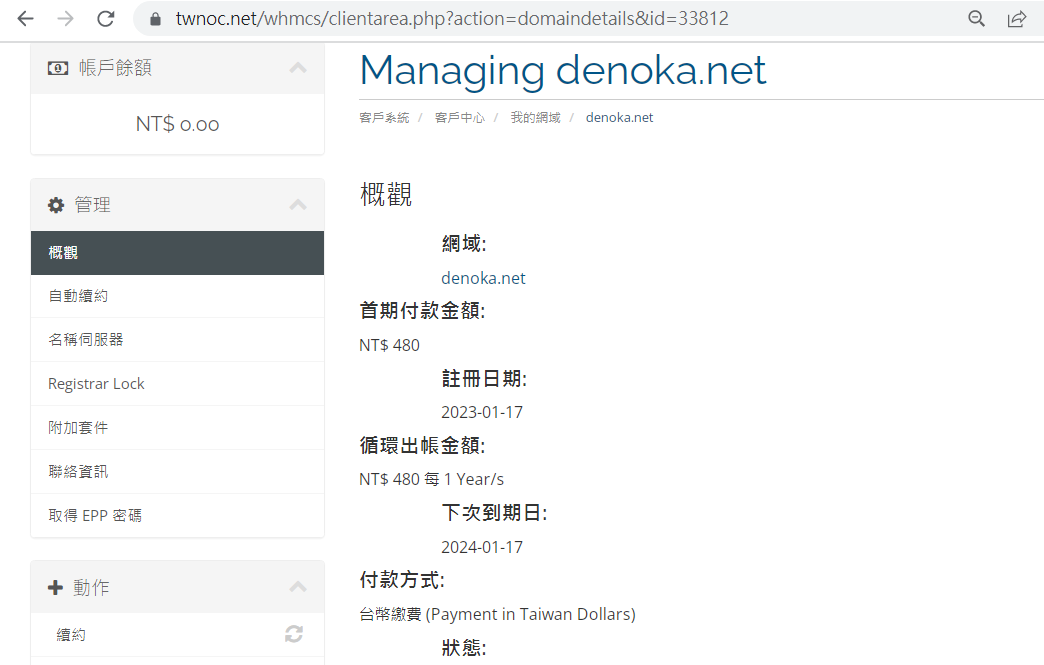 twnoc.net/whmcs/clientarea.php?action=domaindetails&id=33812
帳戶餘額
NT$ 0.00
管理
概觀
自動續約
名稱伺服器
Registrar Lock
附加套件
聯絡資訊
取得 EPP 密碼
動作
續約
Managing denoka.net
客戶系統 / 客戶中心 / 我的網域 / denoka.net
概觀
網域:
denoka.net
首期付款金額:
NT$ 480
註冊日期:
2023-01-17
循環出帳金額:
NT$ 480 每 1 Year/s
下次到期日:
2024-01-17
付款方式:
台幣繳費 (Payment in Taiwan Dollars)
狀態: